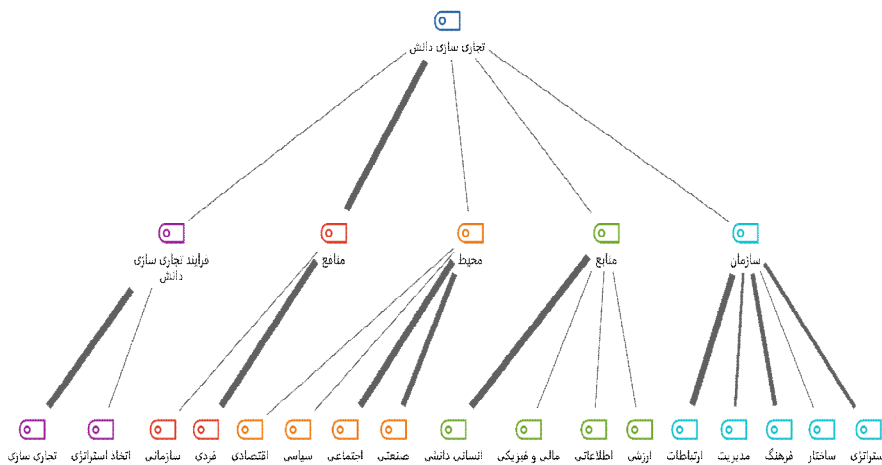 تجاری سازی دانش
سازمان
منابع
محیط
منافع
فرایند تجاری سازی
دانش
ستراتژی
ساختار
فرهنگ
مدیریت
ارتباطات
ارزشی
اطلاعاتی
مالی و فیزیکی
انسانی دانشی
صنعتی
اجتماعی
سیاسی
اقتصادی
فردی
سازمانی
اتخاذ استراتژی
تجاری سازی